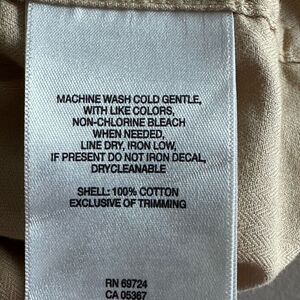 MACHINE WASH COLD GENTLE,
WITH LIKE COLORS,
NON-CHLORINE BLEACH
WHEN NEEDED,
LINE DRY, IRON LOW,
IF PRESENT DO NOT IRON DECAL,
DRYCLEANABLE
SHELL: 100% COTTON
EXCLUSIVE OF TRIMMING
RN 69724
CA 05367